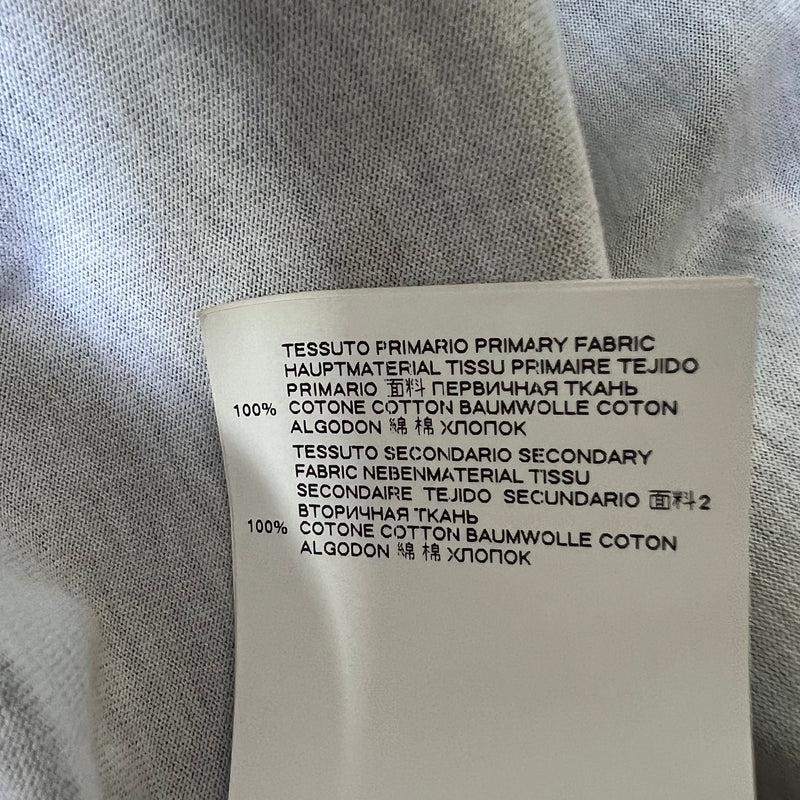 TESSUTO PRIMARIO PRIMARY FABRIC
HAUPTMATERIAL TISSU PRIMAIRE TEJIDO
PRIMARIO 面料 ПЕРВИЧНАЯ ТКАНЬ
100% COTONE COTTON BAUMWOLLE COTON
ALGODON 綿 棉 ХЛОПОК
TESSUTO SECONDARIO SECONDARY
FABRIC NEBENMATERIAL TISSU
SECONDAIRE TEJIDO SECUNDARIO 面料2
ВТОРИЧНАЯ ТКАНЬ
100% COTONE COTTON BAUMWOLLE COTON
ALGODON 綿 棉 ХЛОПОК